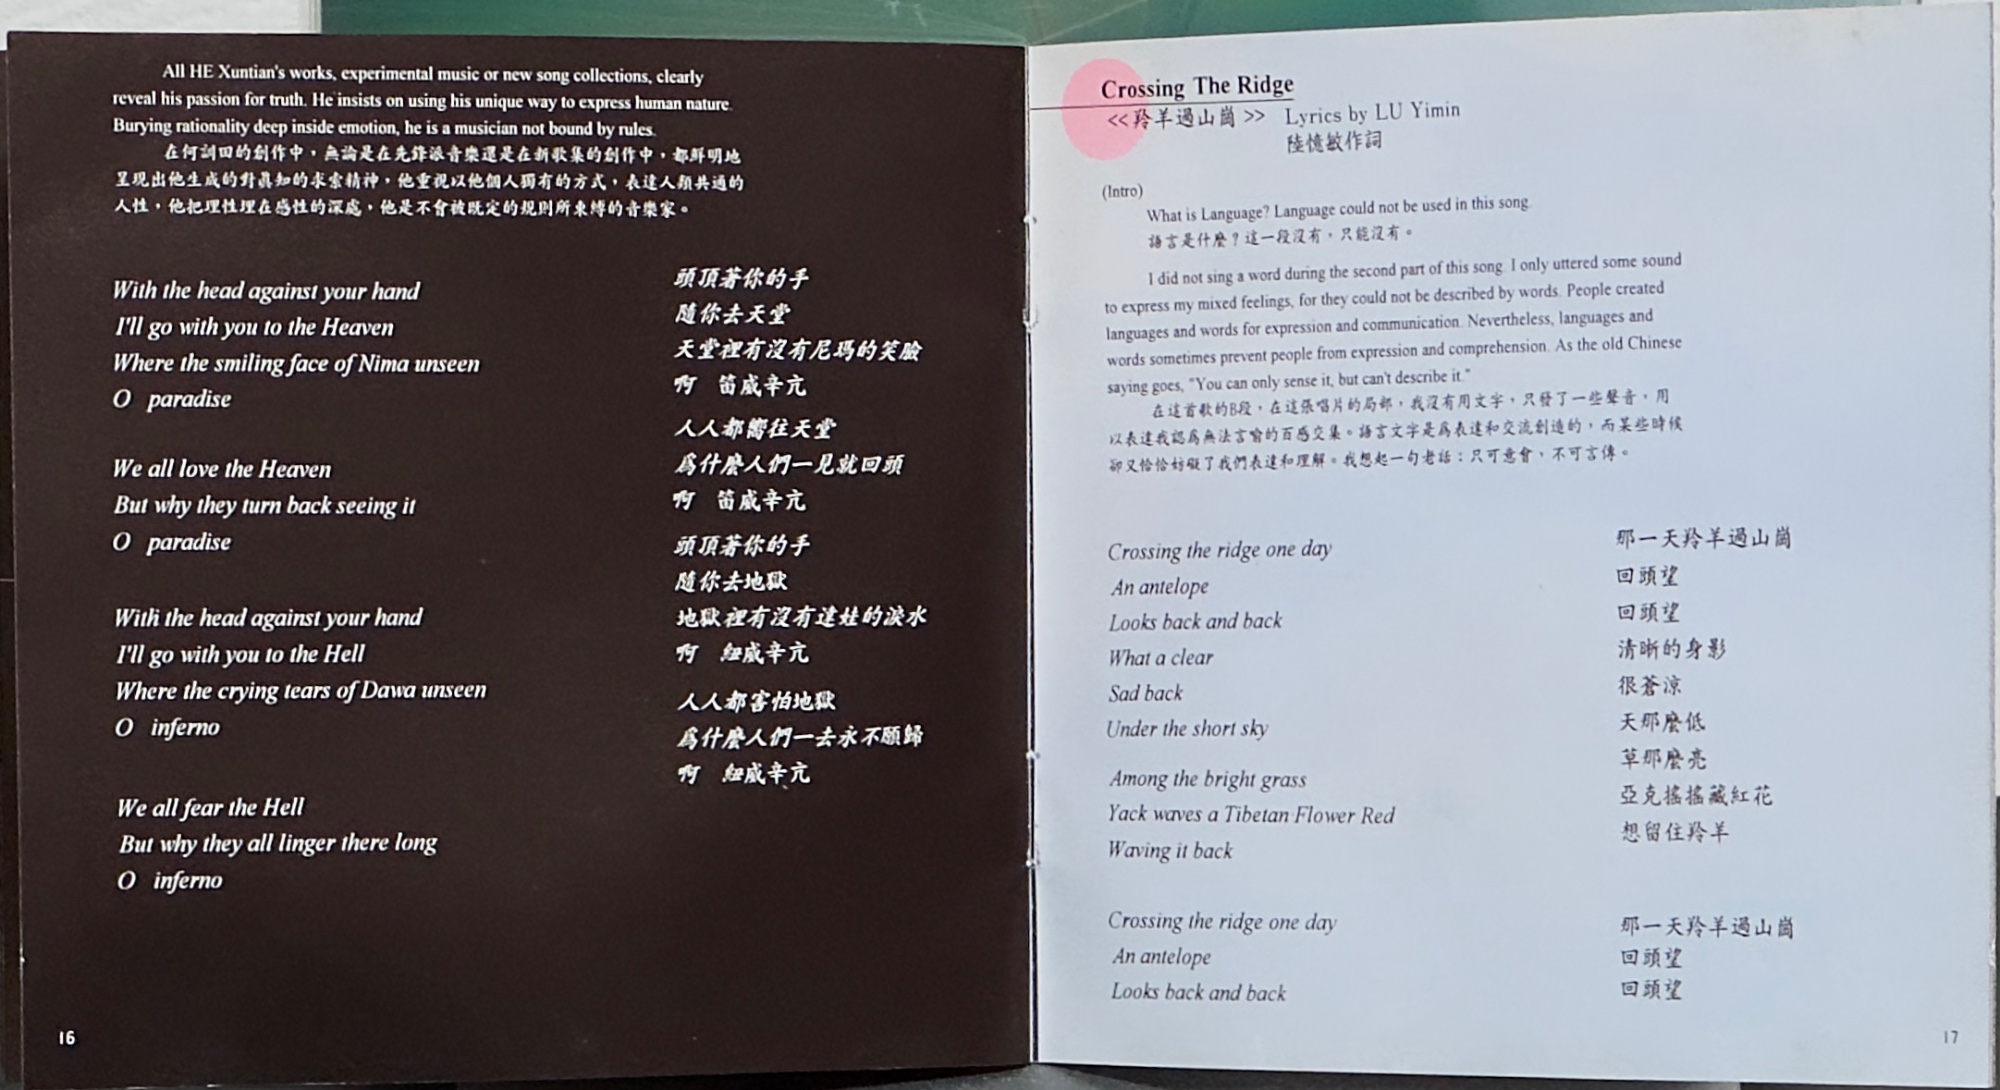 All HE Xuntian's works, experimental music or new song collections, clearly
reveal his passion for truth. He insists on using his unique way to express human nature.
Burying rationality deep inside emotion, he is a musician not bound by rules.
在何訓田的創作中，無論是在先鋒派音樂還是在新歌集的創作中，都鮮明地
呈現出他生成的對真知的求索精神，他重視以他個人獨有的方式，表達人類共通的
人性，他把理性埋在感性的深處，他是不會被既定的規則所束縛的音樂家。
With the head against your hand
I'll go with you to the Heaven
Where the smiling face of Nima unseen
O paradise
We all love the Heaven
But why they turn back seeing it
O paradise
With the head against your hand
I'll go with you to the Hell
Where the crying tears of Dawa unseen
O inferno
We all fear the Hell
But why they all linger there long
O inferno
頭頂著你的手
隨你去天堂
天堂裡有沒有尼瑪的笑臉
啊 笛威辛亢
人人都嚮往天堂
爲什麼人們一見就回頭
啊 笛威辛亢
頭頂著你的手
隨你去地獄
地獄裡有沒有達娃的淚水
啊 紐威辛亢
人人都害怕地獄
爲什麼人們一去永不願歸
啊 紐威辛亢
16
Crossing The Ridge
<<羚羊過山崗>> Lyrics by LU Yimin
陸憶敏作詞
(Intro)
What is Language? Language could not be used in this song.
語言是什麼？這一段沒有，只能沒有。
I did not sing a word during the second part of this song. I only uttered some sound
to express my mixed feelings, for they could not be described by words. People created
languages and words for expression and communication. Nevertheless, languages and
words sometimes prevent people from expression and comprehension. As the old Chinese
saying goes, "You can only sense it, but can't describe it."
在這首歌的B段，在這張唱片的局部，我沒有用文字，只發了一些聲音，用
以表達我認爲無法言喻的百感交集。語言文字是爲表達和交流創造的，而某些時候
卻又恰恰妨礙了我們表達和理解。我想起一句老話：只可意會，不可言傳。
Crossing the ridge one day
An antelope
Looks back and back
What a clear
Sad back
Under the short sky
Among the bright grass
Yack waves a Tibetan Flower Red
Waving it back
Crossing the ridge one day
An antelope
Looks back and back
那一天羚羊過山崗
回頭望
回頭望
清晰的身影
很蒼涼
天那麼低
草那麼亮
亞克搖搖藏紅花
想留住羚羊
那一天羚羊過山崗
回頭望
回頭望
17